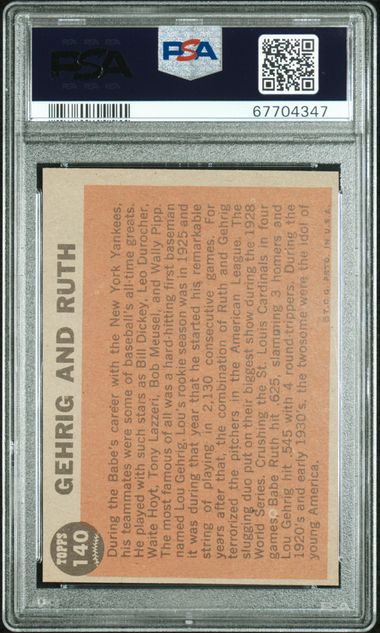 PSA
PSA
67704347
TOPPS
140
GEHRIG AND RUTH
During the Babe's career with the New York Yankees,
his teammates were some of baseball's all-time greats.
He played with such stars as Bill Dickey, Leo Durocher,
Waite Hoyt, Tony Lazzeri, Bob Meusel, and Wally Pipp.
The most famous of all was a hard-hitting first baseman
named Lou Gehrig. Lou's rookie season was in 1925 and
it was during that year that he started his remarkable
string of playing in 2,130 consecutive games. For
years after that, the combination of Ruth and Gehrig
terrorized the pitchers in the American League. The
slugging duo put on their biggest show during the 1928
World Series. Crushing the St. Louis Cardinals in four
games, Babe Ruth hit .625, slamming 3 homers and
Lou Gehrig hit .545 with 4 round-trippers. During the
1920's and early 1930's, the twosome were the idol of
young America.
© T.C.G. PRTD. IN U.S.A.
PSA